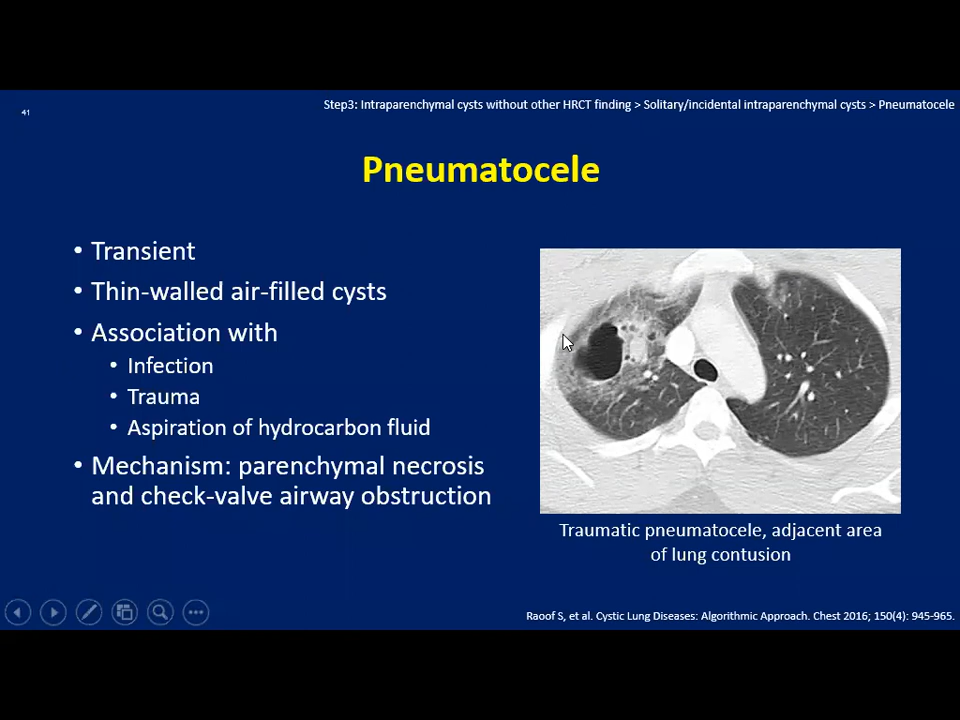 41
Step3: Intraparenchymal cysts without other HRCT finding > Solitary/incidental intraparenchymal cysts > Pneumatocele
Pneumatocele
• Transient
• Thin-walled air-filled cysts
• Association with
• Infection
• Trauma
• Aspiration of hydrocarbon fluid
• Mechanism: parenchymal necrosis
and check-valve airway obstruction
Traumatic pneumatocele, adjacent area
of lung contusion
Raoof S, et al. Cystic Lung Diseases: Algorithmic Approach. Chest 2016; 150(4): 945-965.